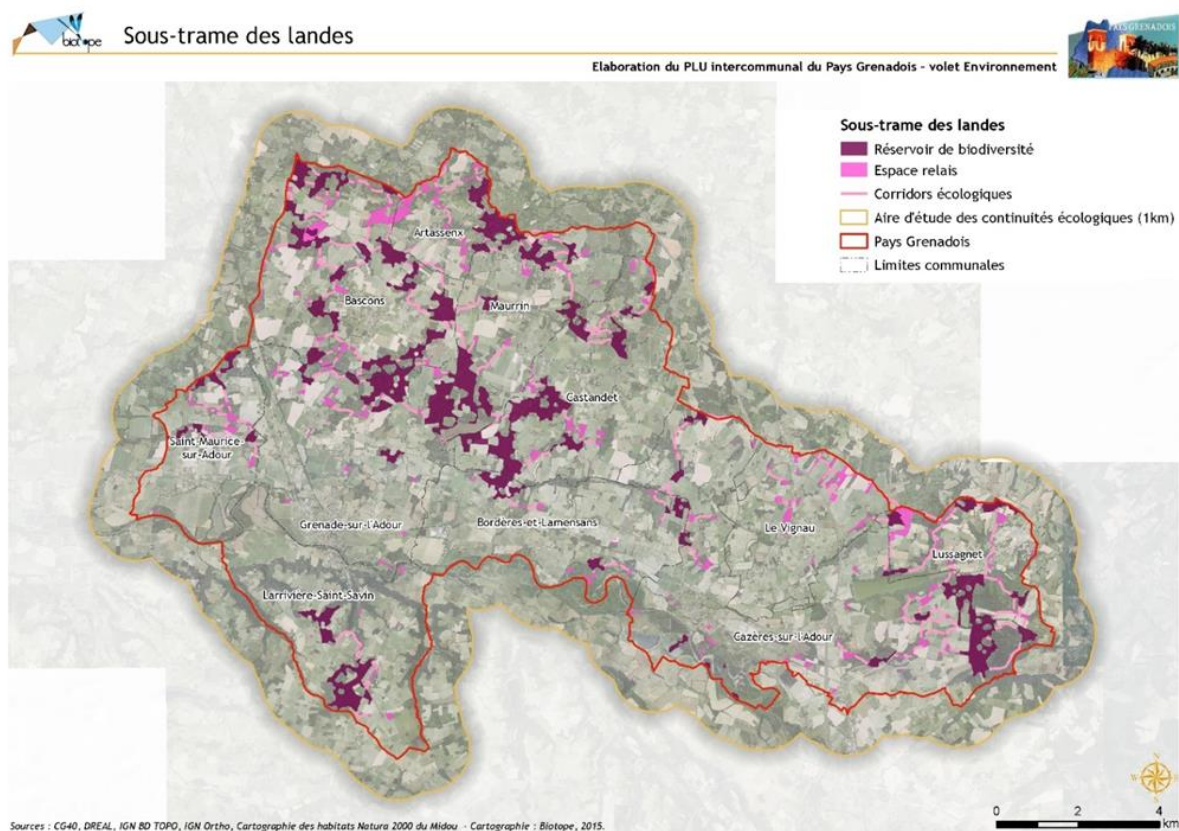 biotope
Sous-trame des landes
PAYS GRENADOIS
Elaboration du PLU intercommunal du Pays Grenadois - volet Environnement
Sous-trame des landes
Réservoir de biodiversité
Espace relais
Corridors écologiques
Aire d'étude des continuités écologiques (1km)
Pays Grenadois
Limites communales
Artassenx
Bascons
Maurrin
Castandet
Saint-Maurice-
sur-Adour
Grenade-sur-l'Adour
Bordères-et-Lamensans
Le Vignau
Lussagnet
Larrivière-Saint-Savin
Cazères-sur-l'Adour
N
W
E
S
0 2 4
km
Sources : CG40, DREAL, IGN BD TOPO, IGN Ortho, Cartographie des habitats Natura 2000 du Midou - Cartographie : Biotope, 2015.